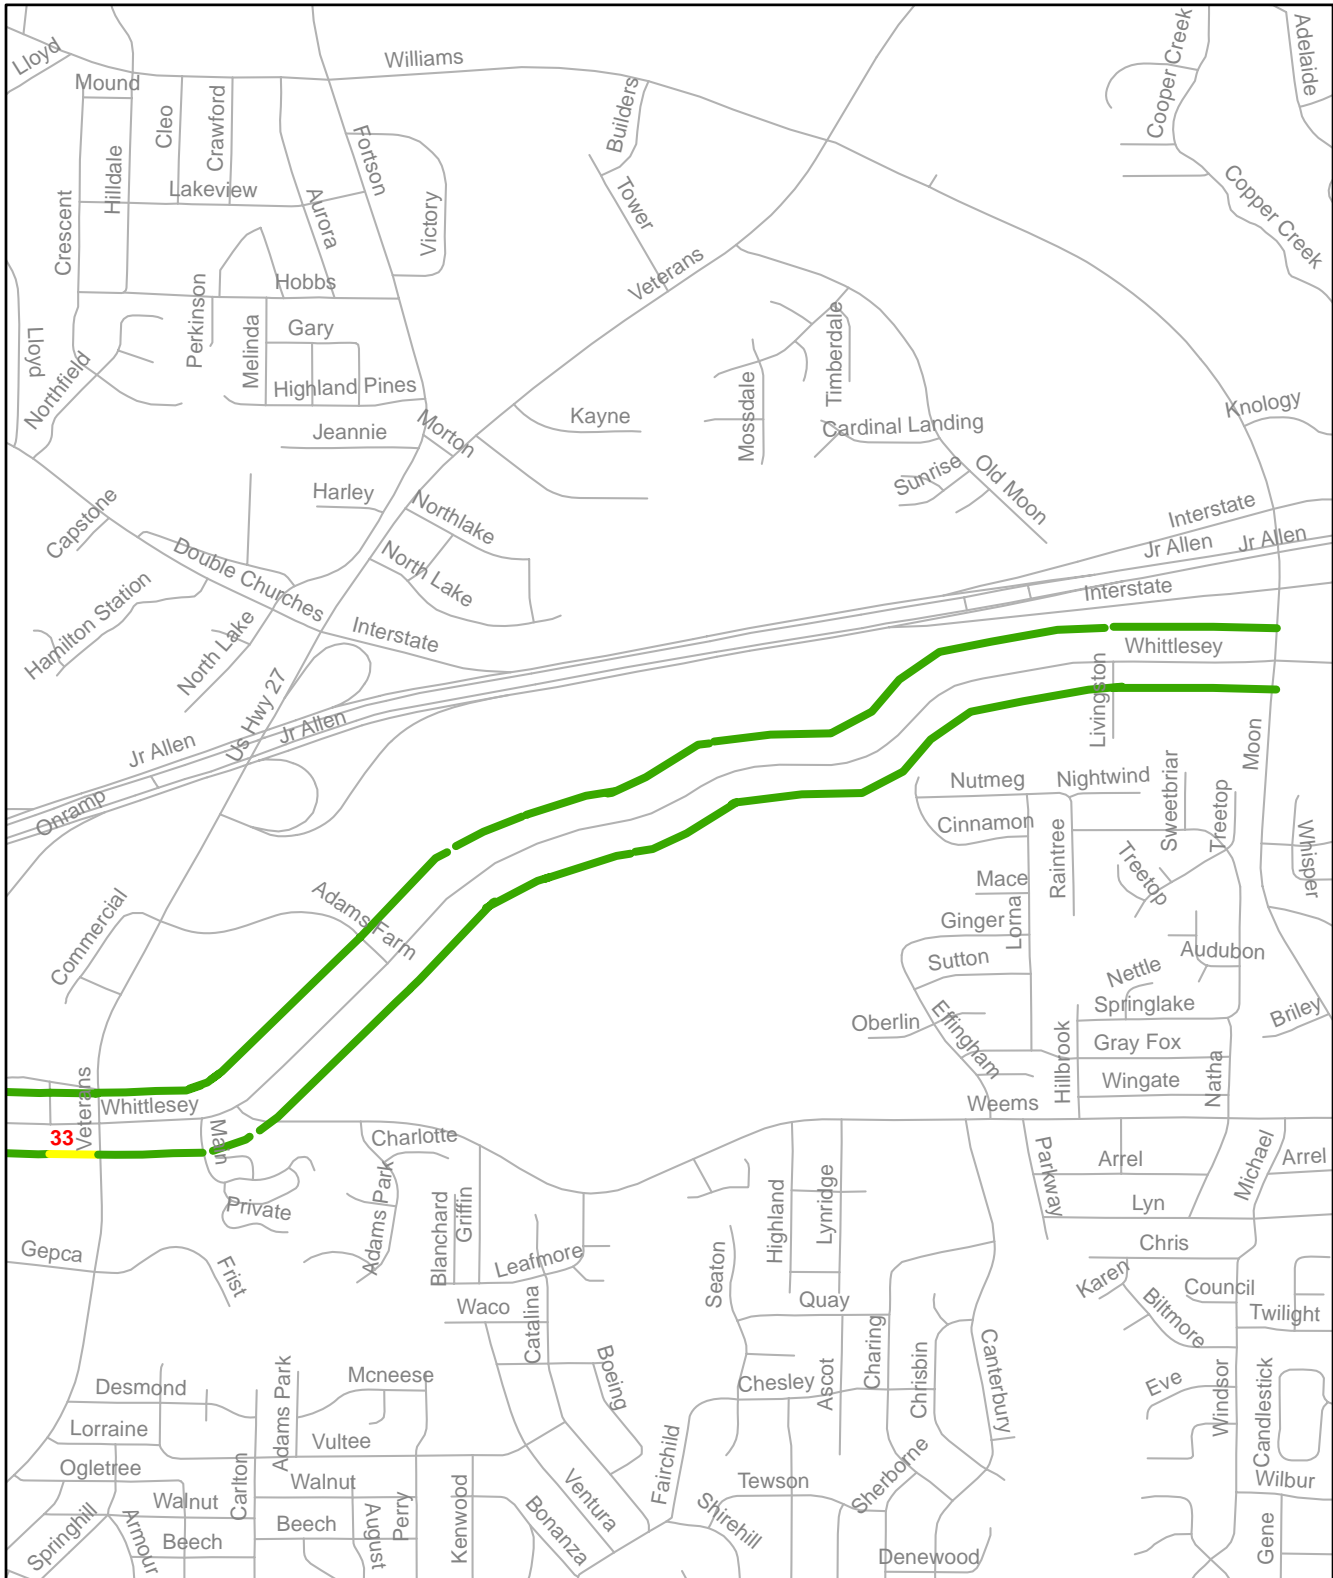 Lloyd
Mound
Williams
Cooper Creek
Adelaide
Cleo
Crawford
Builders
Fortson
Hilldale
Lakeview
Aurora
Crescent
Victory
Tower
Copper Creek
Veterans
Hobbs
Perkinson
Gary
Melinda
Lloyd
Northfield
Highland Pines
Timberdale
Mossdale
Jeannie
Morton
Kayne
Cardinal Landing
Knology
Sunrise
Old Moon
Capstone
Harley
Northlake
Interstate
Jr Allen
Jr Allen
Double Churches
North Lake
Interstate
Hamilton Station
North Lake
Interstate
Whittlesey
Us Hwy 27
Livingston
Jr Allen
Jr Allen
Moon
Onramp
Nutmeg
Nightwind
Sweetbriar
Treetop
Cinnamon
Raintree
Whisper
Treetop
Mace
Lorna
Adams Farm
Commercial
Ginger
Sutton
Audubon
Nettle
Springlake
Oberlin
Effingham
Briley
Hillbrook
Gray Fox
Wingate
Natha
Veterans
Whittlesey
Weems
33
Main
Charlotte
Parkway
Arrel
Michael
Arrel
Private
Adams Park
Blanchard
Griffin
Highland
Lynridge
Lyn
Gepca
Frist
Leafmore
Seaton
Chris
Karen
Biltmore
Council
Twilight
Waco
Catalina
Quay
Ascot
Charing
Chrisbin
Canterbury
Desmond
Adams Park
Mcneese
Boeing
Chesley
Eve
Windsor
Candlestick
Lorraine
Vultee
Ogletree
Carlton
Walnut
Walnut
Fairchild
Tewson
Sherborne
Wilbur
Springhill
Armour
Beech
Beech
August
Perry
Kenwood
Bonanza
Ventura
Shirehill
Denewood
Gene